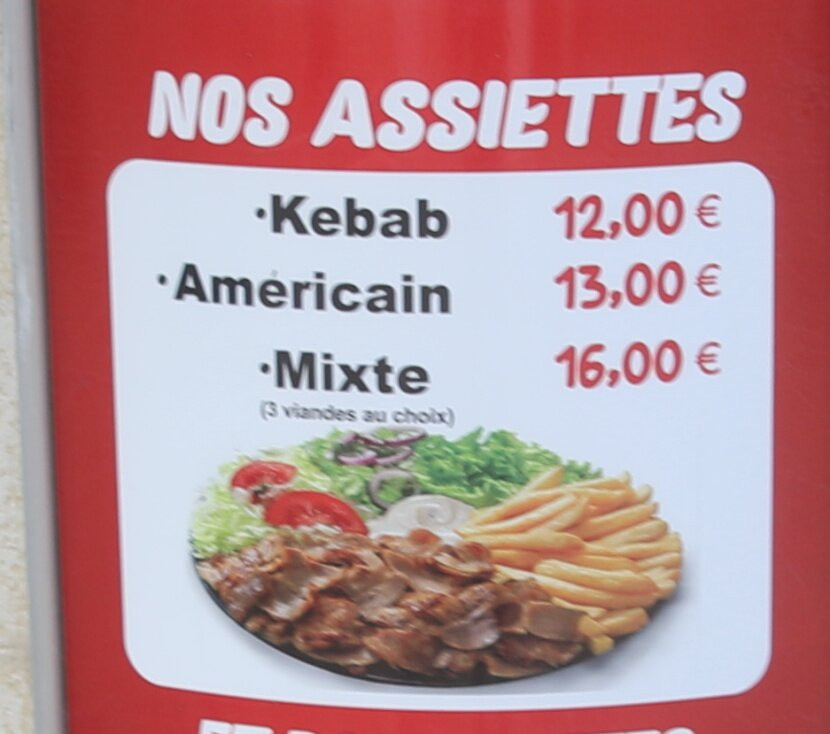 NOS ASSIETTES
·Kebab 12,00 €
·Américain 13,00 €
·Mixte 16,00 €
(3 viandes au choix)